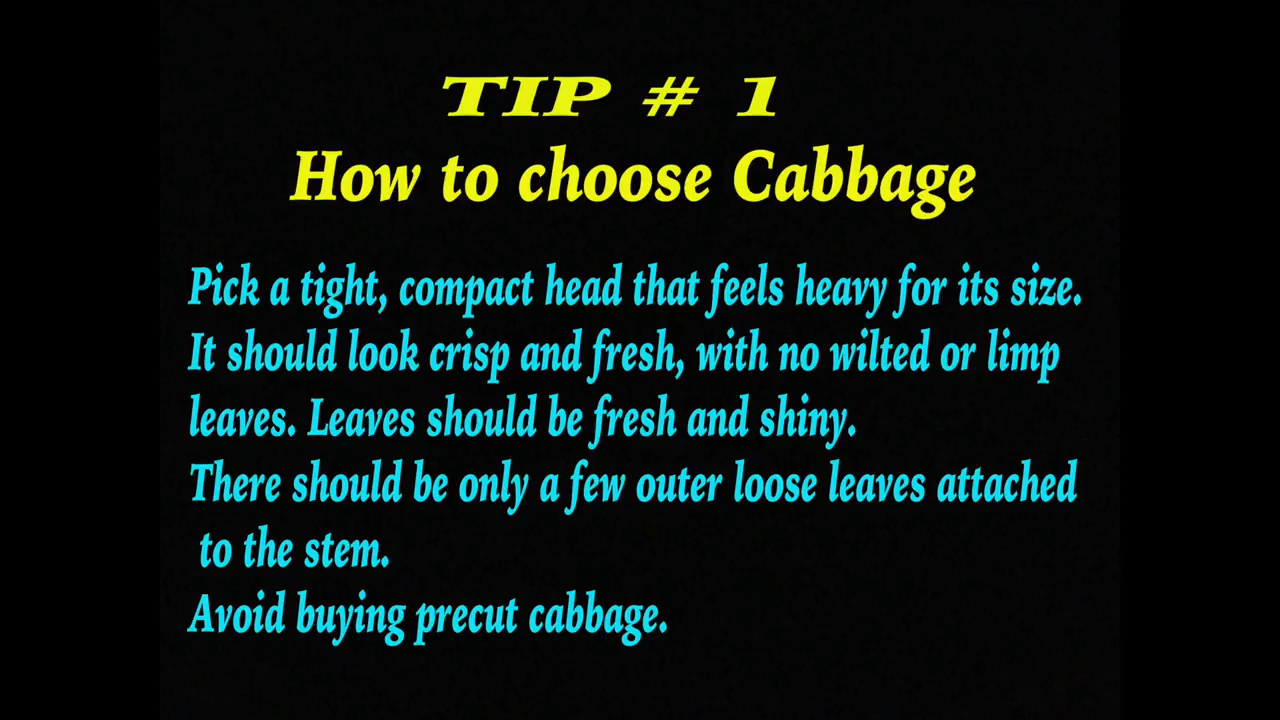 TIP # 1
How to choose Cabbage
Pick a tight, compact head that feels heavy for its size.
It should look crisp and fresh, with no wilted or limp
leaves. Leaves should be fresh and shiny.
There should be only a few outer loose leaves attached
to the stem.
Avoid buying precut cabbage.